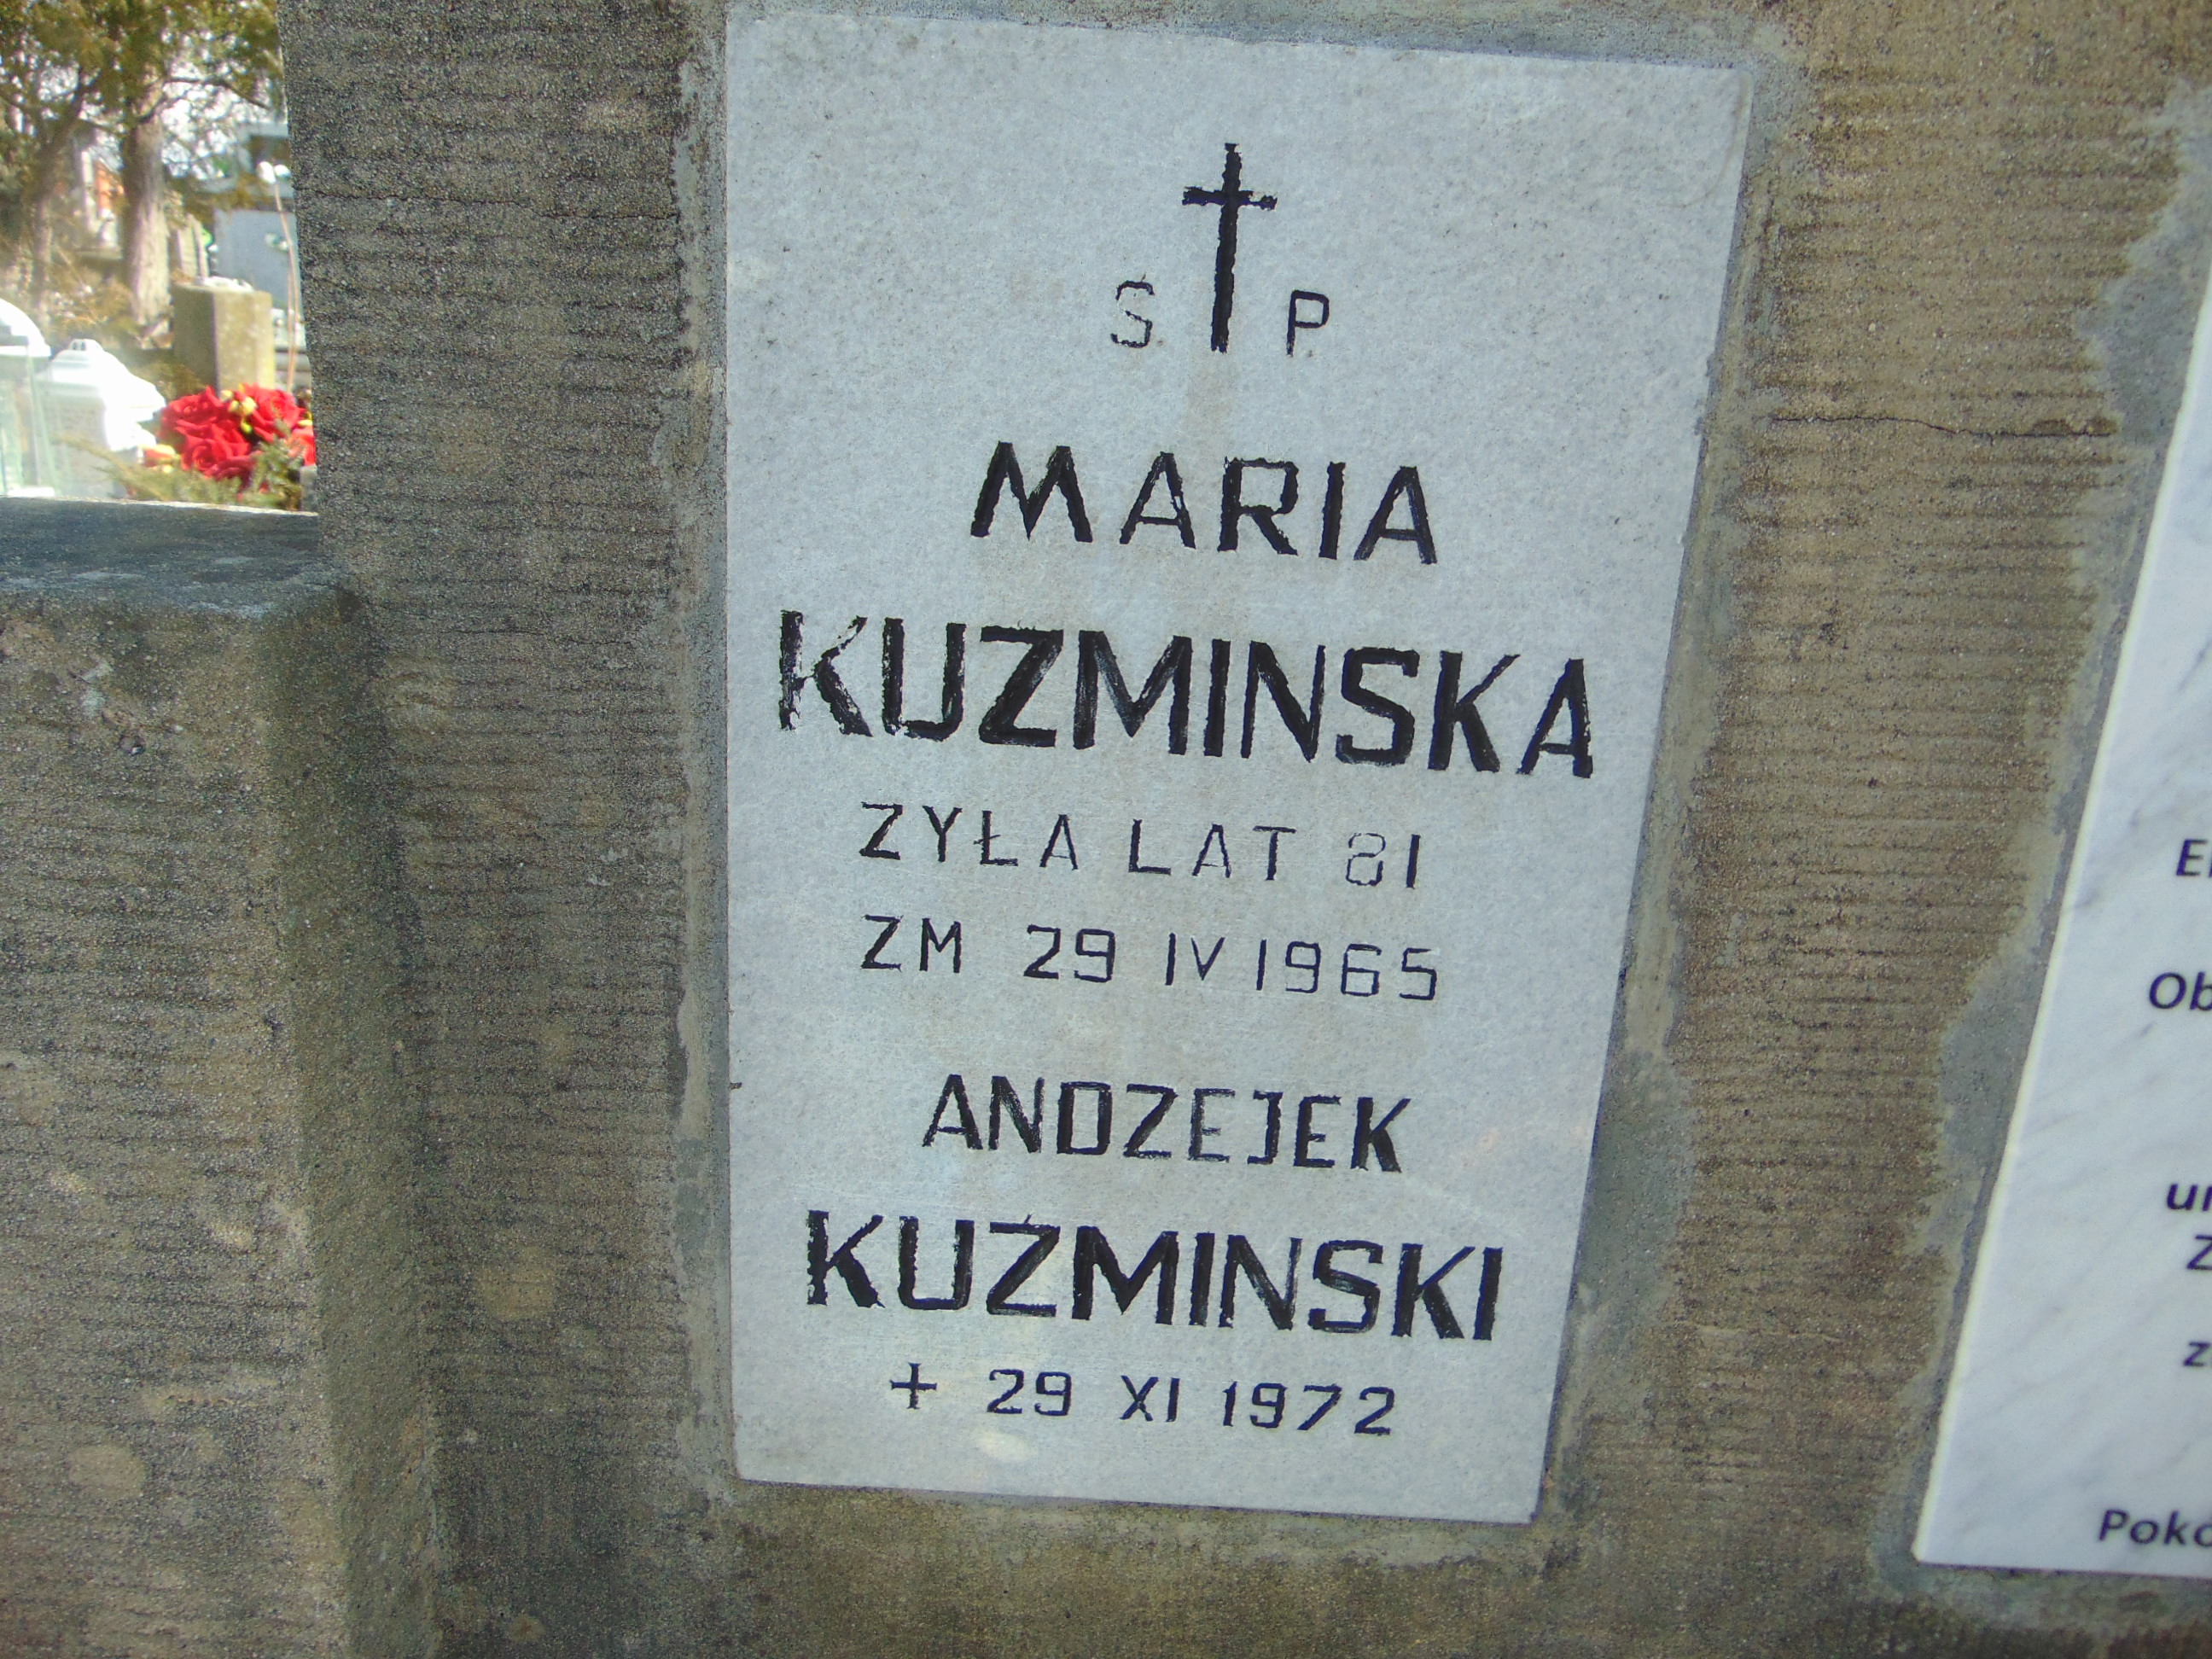 S. P.
MARIA
KUZMINSKA
ZYŁA LAT 81
ZM 29 IV 1965
ANDZEJEK
KUŹMINSKI
+ 29 XI 1972